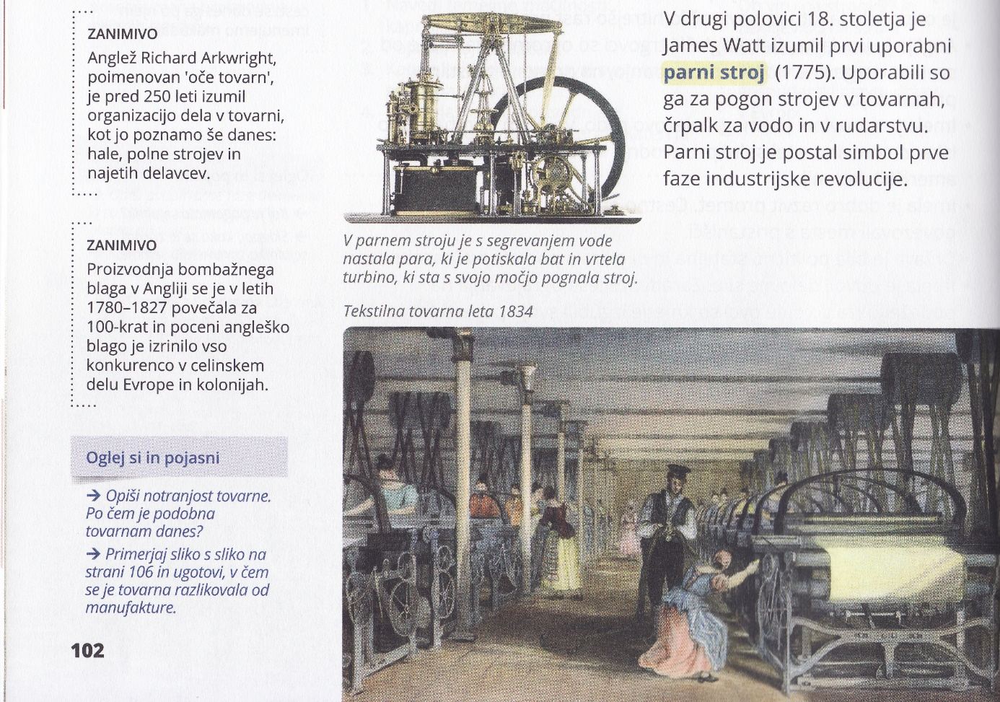 ZANIMIVO
Anglež Richard Arkwright,
poimenovan 'oče tovarn',
je pred 250 leti izumil
organizacijo dela v tovarni,
kot jo poznamo še danes:
hale, polne strojev in
najetih delavcev.
ZANIMIVO
Proizvodnja bombažnega
blaga v Angliji se je v letih
1780–1827 povečala za
100-krat in poceni angleško
blago je izrinilo vso
konkurenco v celinskem
delu Evrope in kolonijah.
Oglej si in pojasni
→ Opiši notranjost tovarne.
Po čem je podobna
tovarnam danes?
→ Primerjaj sliko s sliko na
strani 106 in ugotovi, v čem
se je tovarna razlikovala od
manufakture.
102
V drugi polovici 18. stoletja je
James Watt izumil prvi uporabni
parni stroj (1775). Uporabili so
ga za pogon strojev v tovarnah,
črpalk za vodo in v rudarstvu.
Parni stroj je postal simbol prve
faze industrijske revolucije.
V parnem stroju je s segrevanjem vode
nastala para, ki je potiskala bat in vrtela
turbino, ki sta s svojo močjo pognala stroj.
Tekstilna tovarna leta 1834